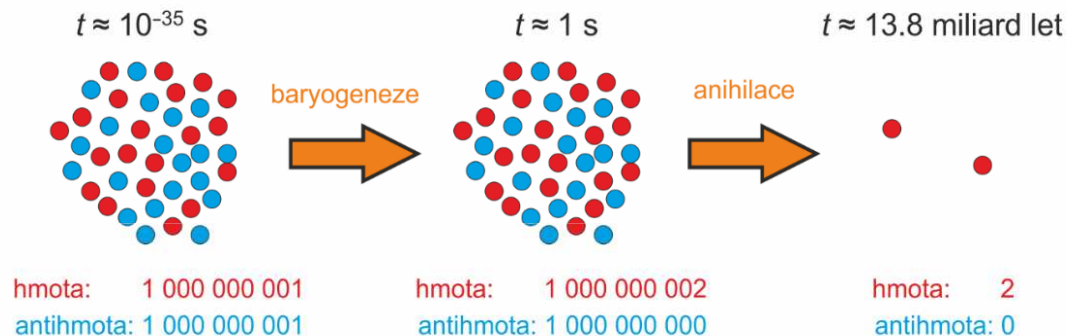 t ≈ 10⁻³⁵ s
t ≈ 1 s
t ≈ 13.8 miliard let
baryogeneze
anihilace
hmota: 1 000 000 001
antihmota: 1 000 000 001
hmota: 1 000 000 002
antihmota: 1 000 000 000
hmota: 2
antihmota: 0